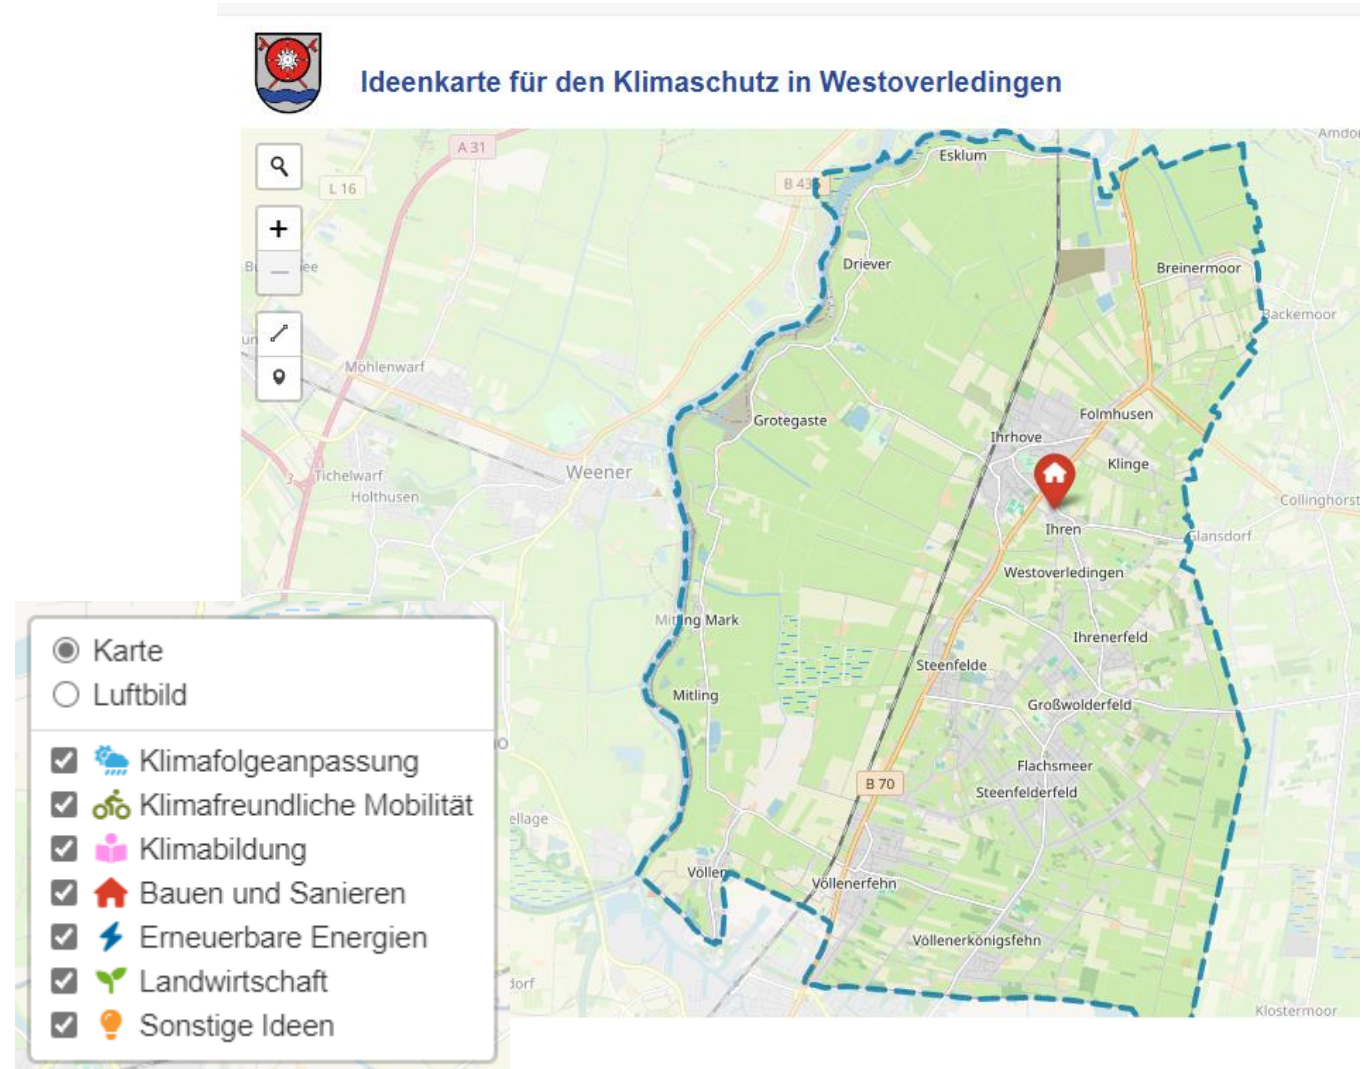 Ideenkarte für den Klimaschutz in Westoverledingen
A 31
L 16
Esklum
Driever
Breinermoor
Backemoor
Möhlenwarf
Grotegaste
Folmhusen
Ihrhove
Klinge
Weener
Tichelwarf
Holthusen
Collinghorst
Ihren
Glansdorf
Westoverledingen
Mitling Mark
Ihrenerfeld
Steenfelde
Mitling
Großwolderfeld
Flachsmeer
B 70
Steenfelderfeld
Völlen
Völlenerfehn
Völlenerkönigsfehn
Klostermoor
Karte
Luftbild
Klimafolgeanpassung
Klimafreundliche Mobilität
Klimabildung
Bauen und Sanieren
Erneuerbare Energien
Landwirtschaft
Sonstige Ideen